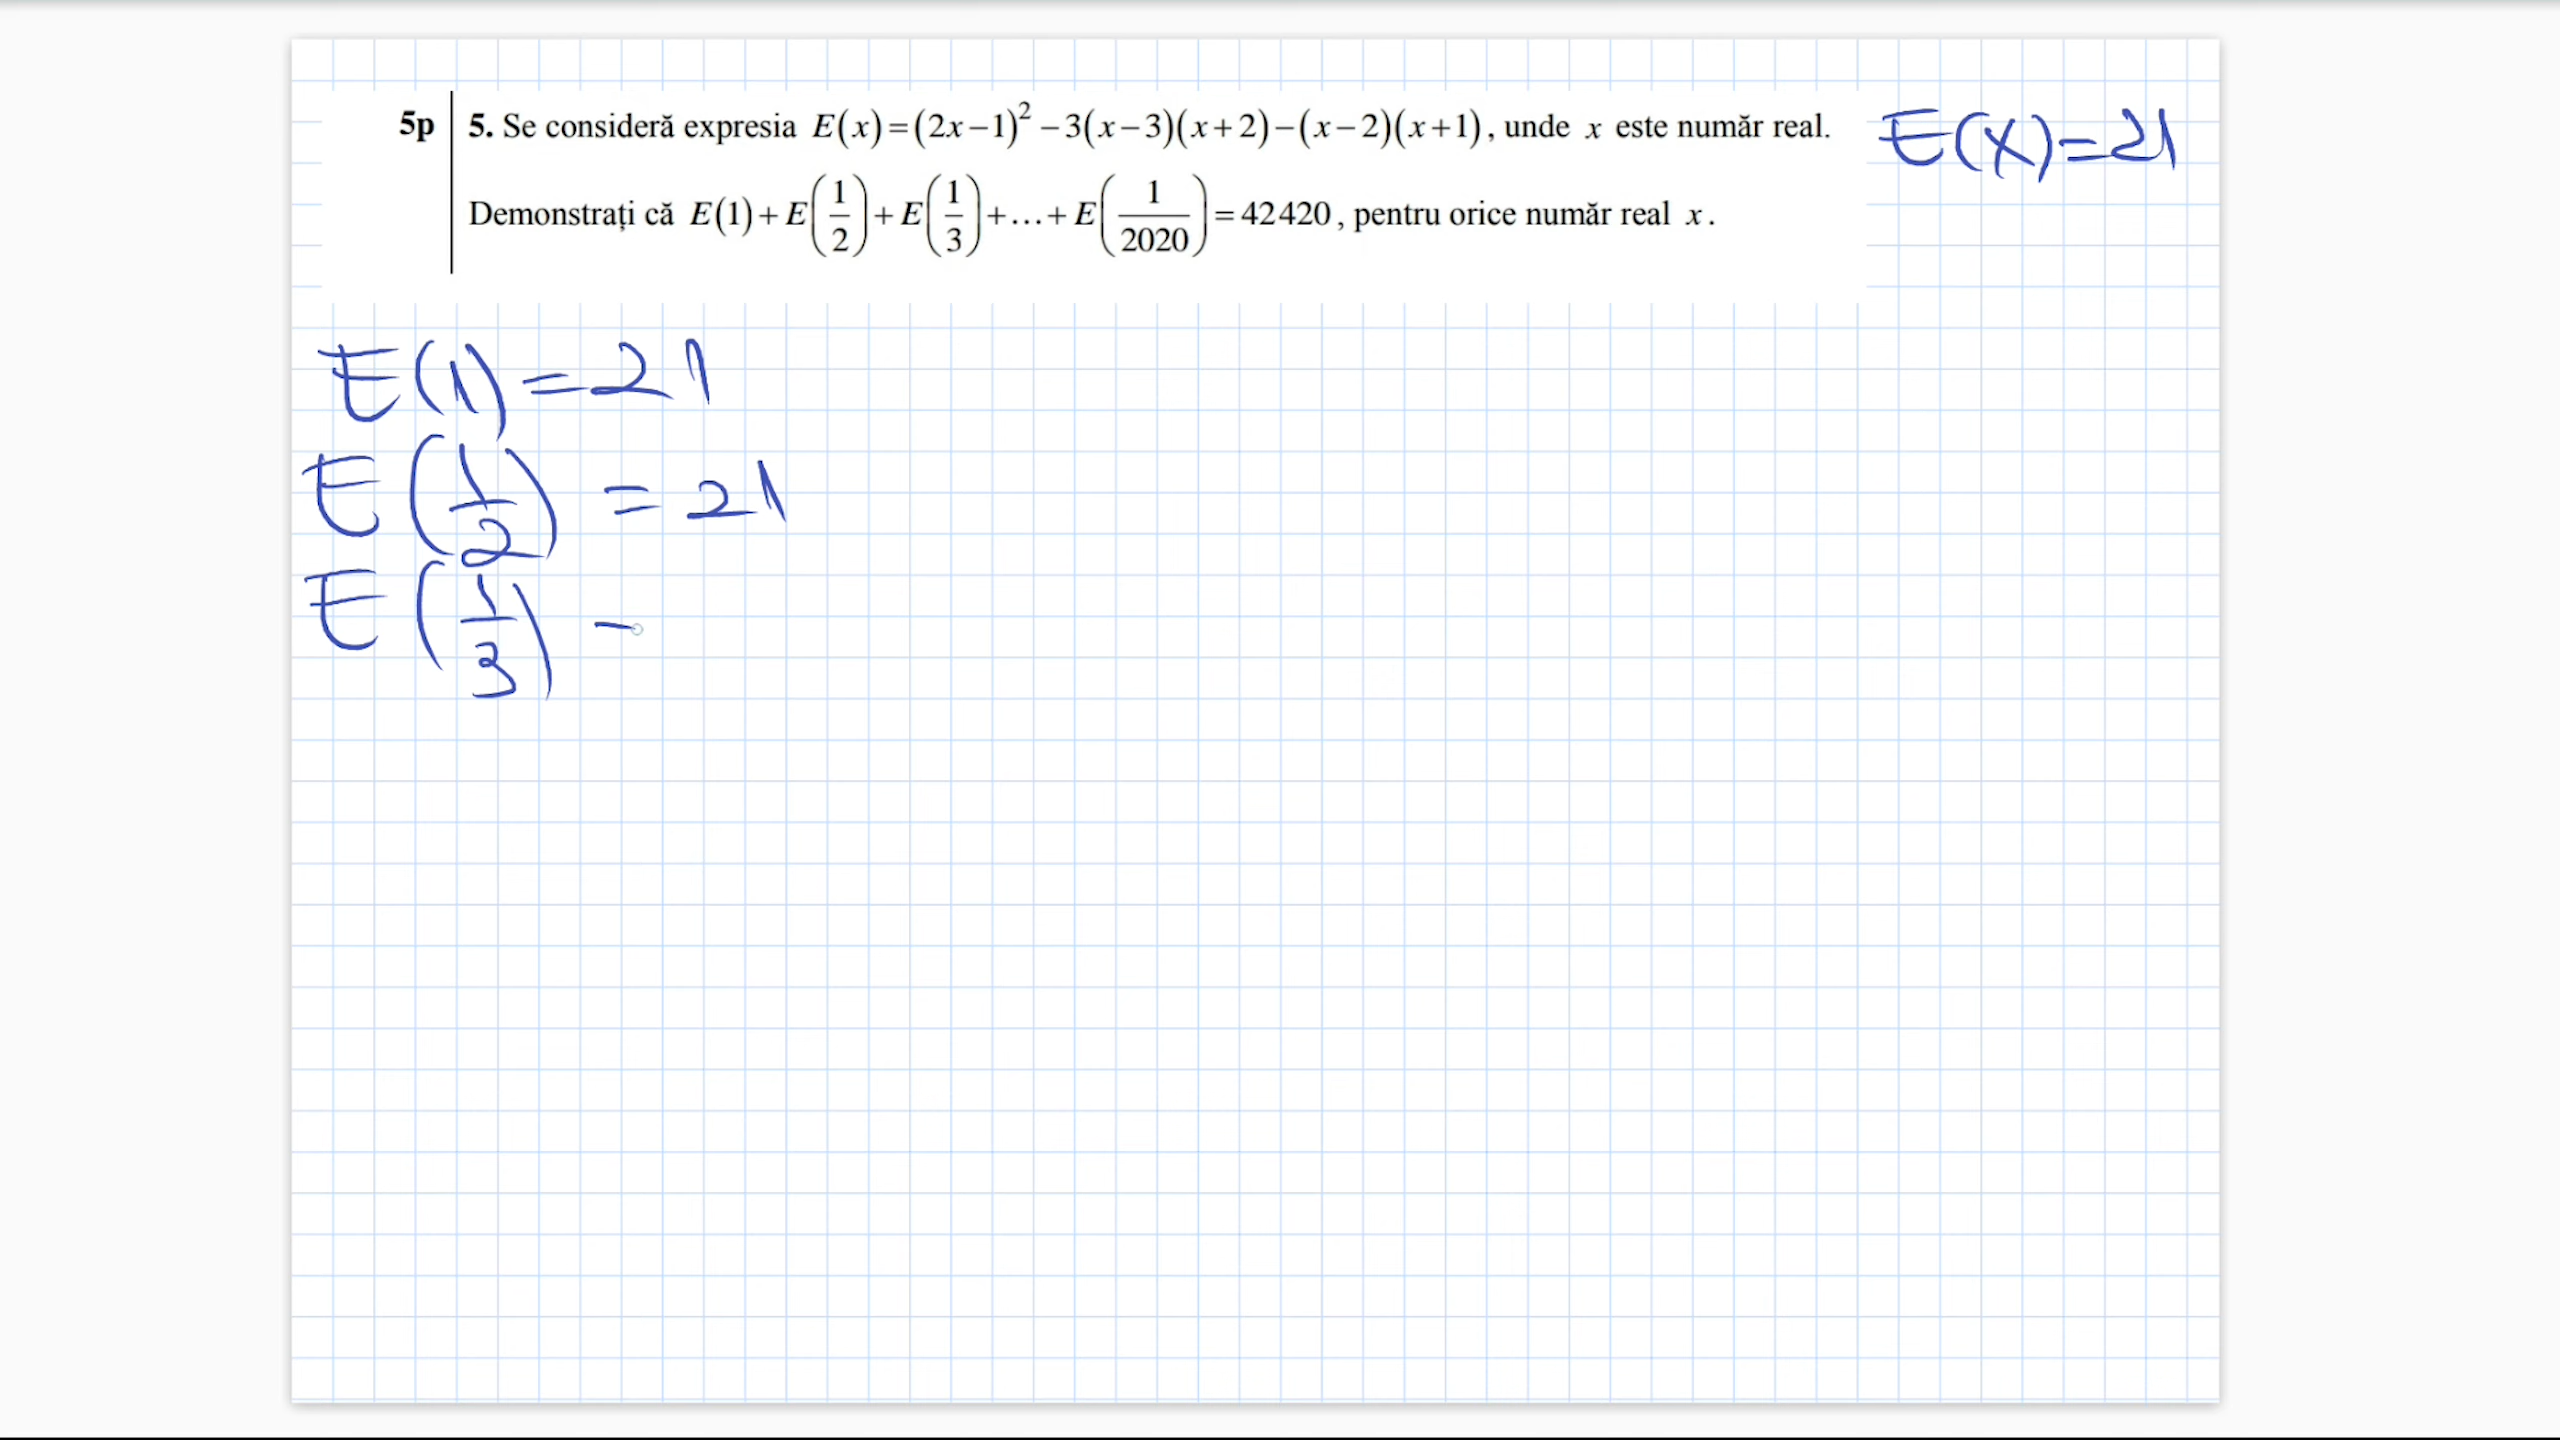 5p 5. Se consideră expresia E(x)=(2x−1)²−3(x−3)(x+2)−(x−2)(x+1), unde x este număr real. E(x)=21
Demonstrați că E(1)+E(1/2)+E(1/3)+...+E(1/2020)=42420, pentru orice număr real x.
E(1)=21
E(1/2) = 21
E(1/3) −